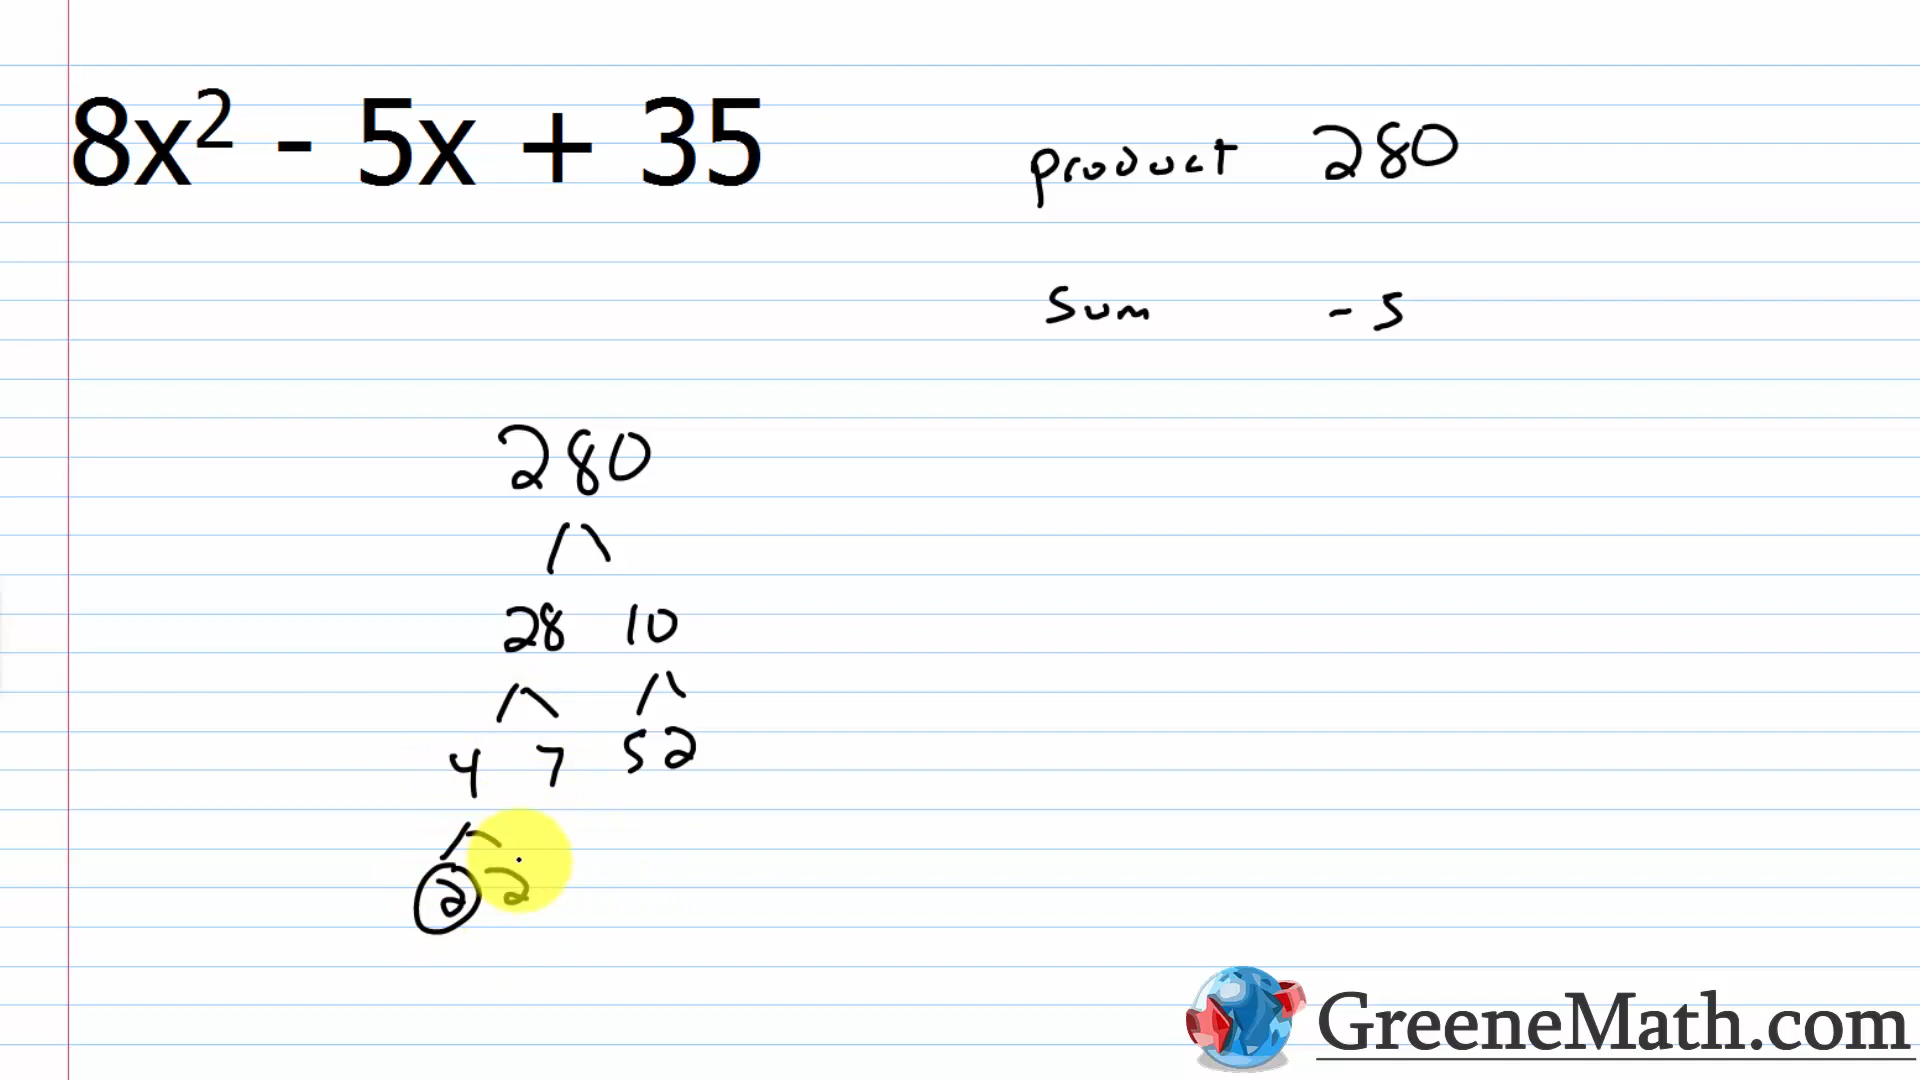 8x² - 5x + 35
product 280
sum -5
280
28 10
4 7 5 2
2 2
GreeneMath.com